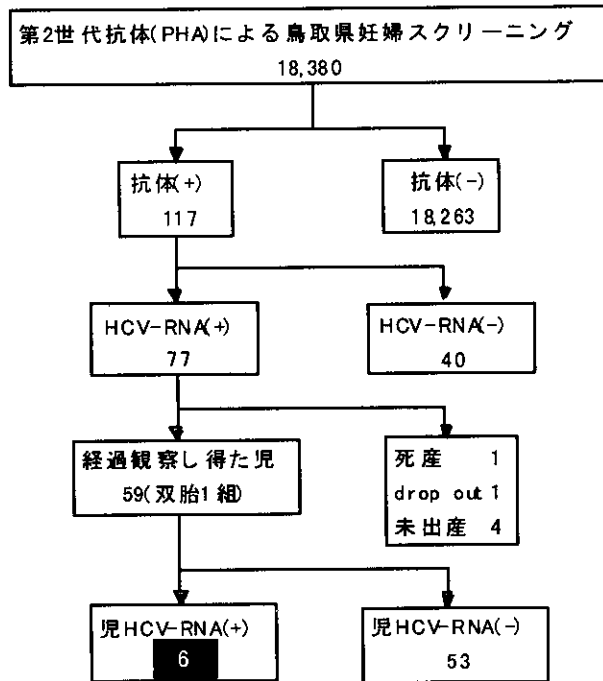 第2世代抗体(PHA)による鳥取県妊婦スクリーニング
18,380
抗体(+)
117
抗体(-)
18,263
HCV-RNA(+)
77
HCV-RNA(-)
40
経過観察し得た児
59(双胎1組)
死産 1
drop out 1
未出産 4
児HCV-RNA(+)
6
児HCV-RNA(-)
53